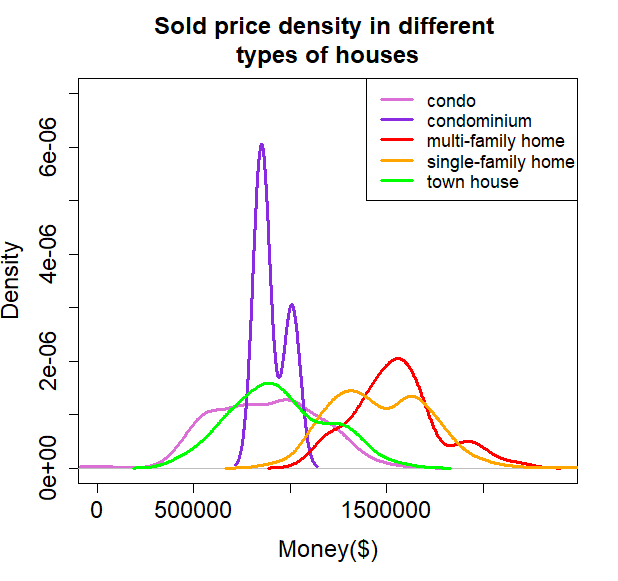 Sold price density in different
types of houses
condo
condominium
multi-family home
single-family home
town house
Density
6e-06
4e-06
2e-06
0e+00
0
500000
1500000
Money($)